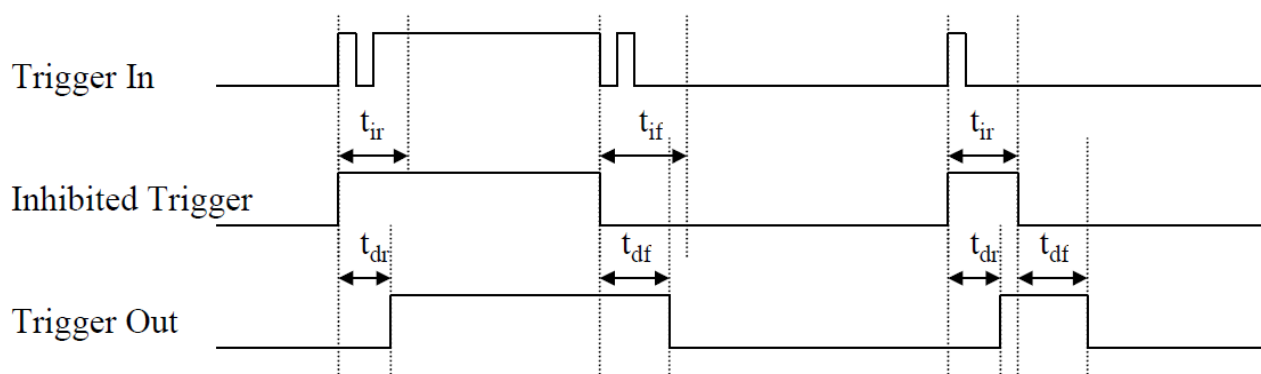 Trigger In
t_ir t_if t_ir
Inhibited Trigger
t_dr t_df t_dr t_df
Trigger Out